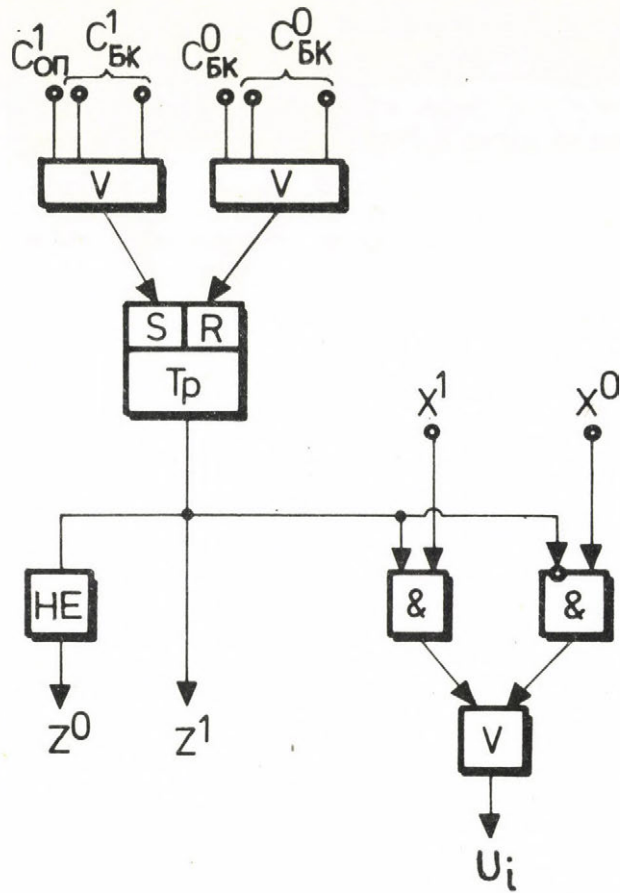 C¹оп C¹БК C⁰БК C⁰БК
V V
S R
Тр
X¹ X⁰
НЕ & &
Z⁰ Z¹ V
Ui